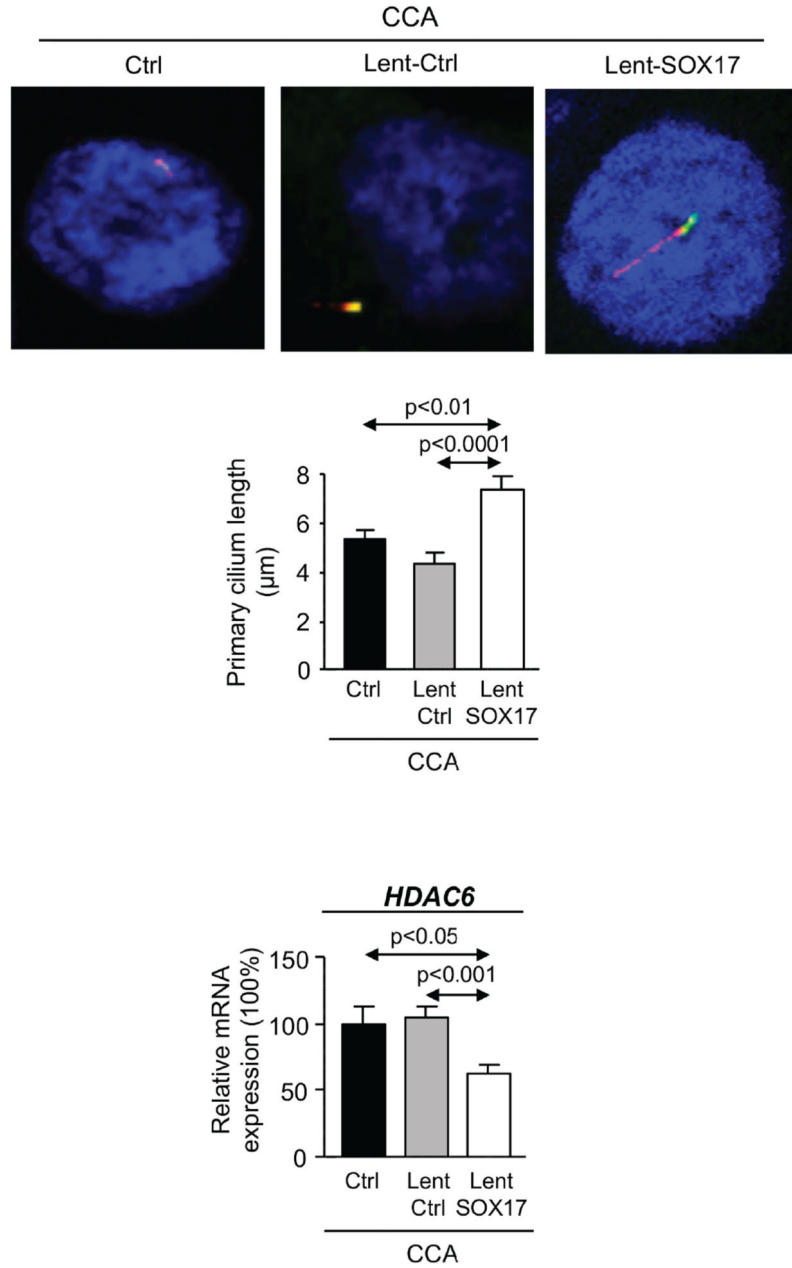 CCA
Ctrl Lent-Ctrl Lent-SOX17
p<0.01
p<0.0001
Primary cilium length
(μm)
8
6
4
2
0
Ctrl Lent Lent
Ctrl SOX17
CCA
HDAC6
p<0.05
p<0.001
Relative mRNA
expression (100%)
150
100
50
0
Ctrl Lent Lent
Ctrl SOX17
CCA